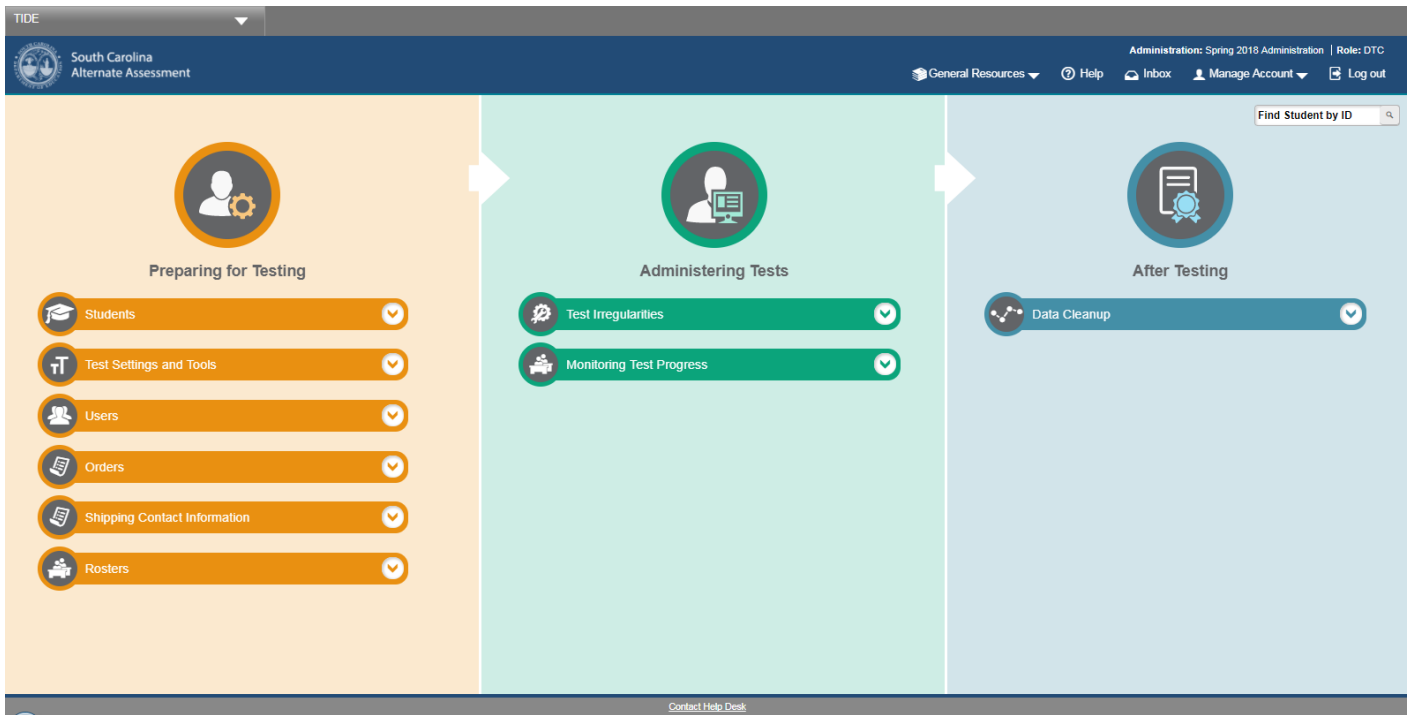 TIDE
Administration: Spring 2018 Administration | Role: DTC
South Carolina
Alternate Assessment
General Resources
Help
Inbox
Manage Account
Log out
Find Student by ID
Preparing for Testing
Students
Test Settings and Tools
Users
Orders
Shipping Contact Information
Rosters
Administering Tests
Test Irregularities
Monitoring Test Progress
After Testing
Data Cleanup
Contact Help Desk